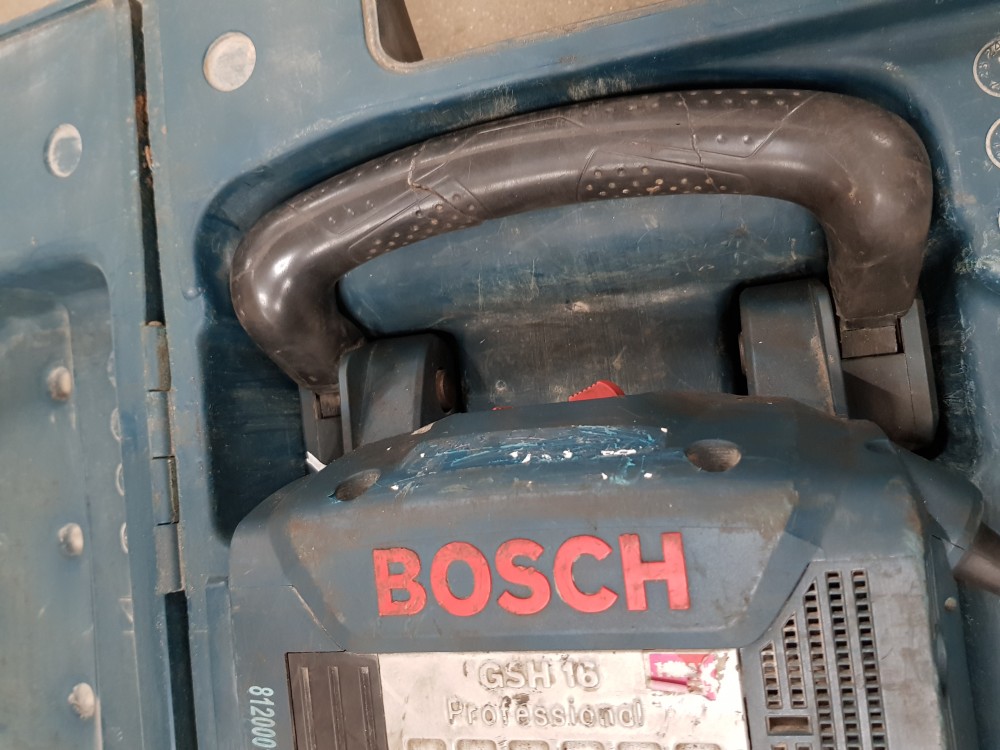 BOSCH
GSH 16
Professional
812000